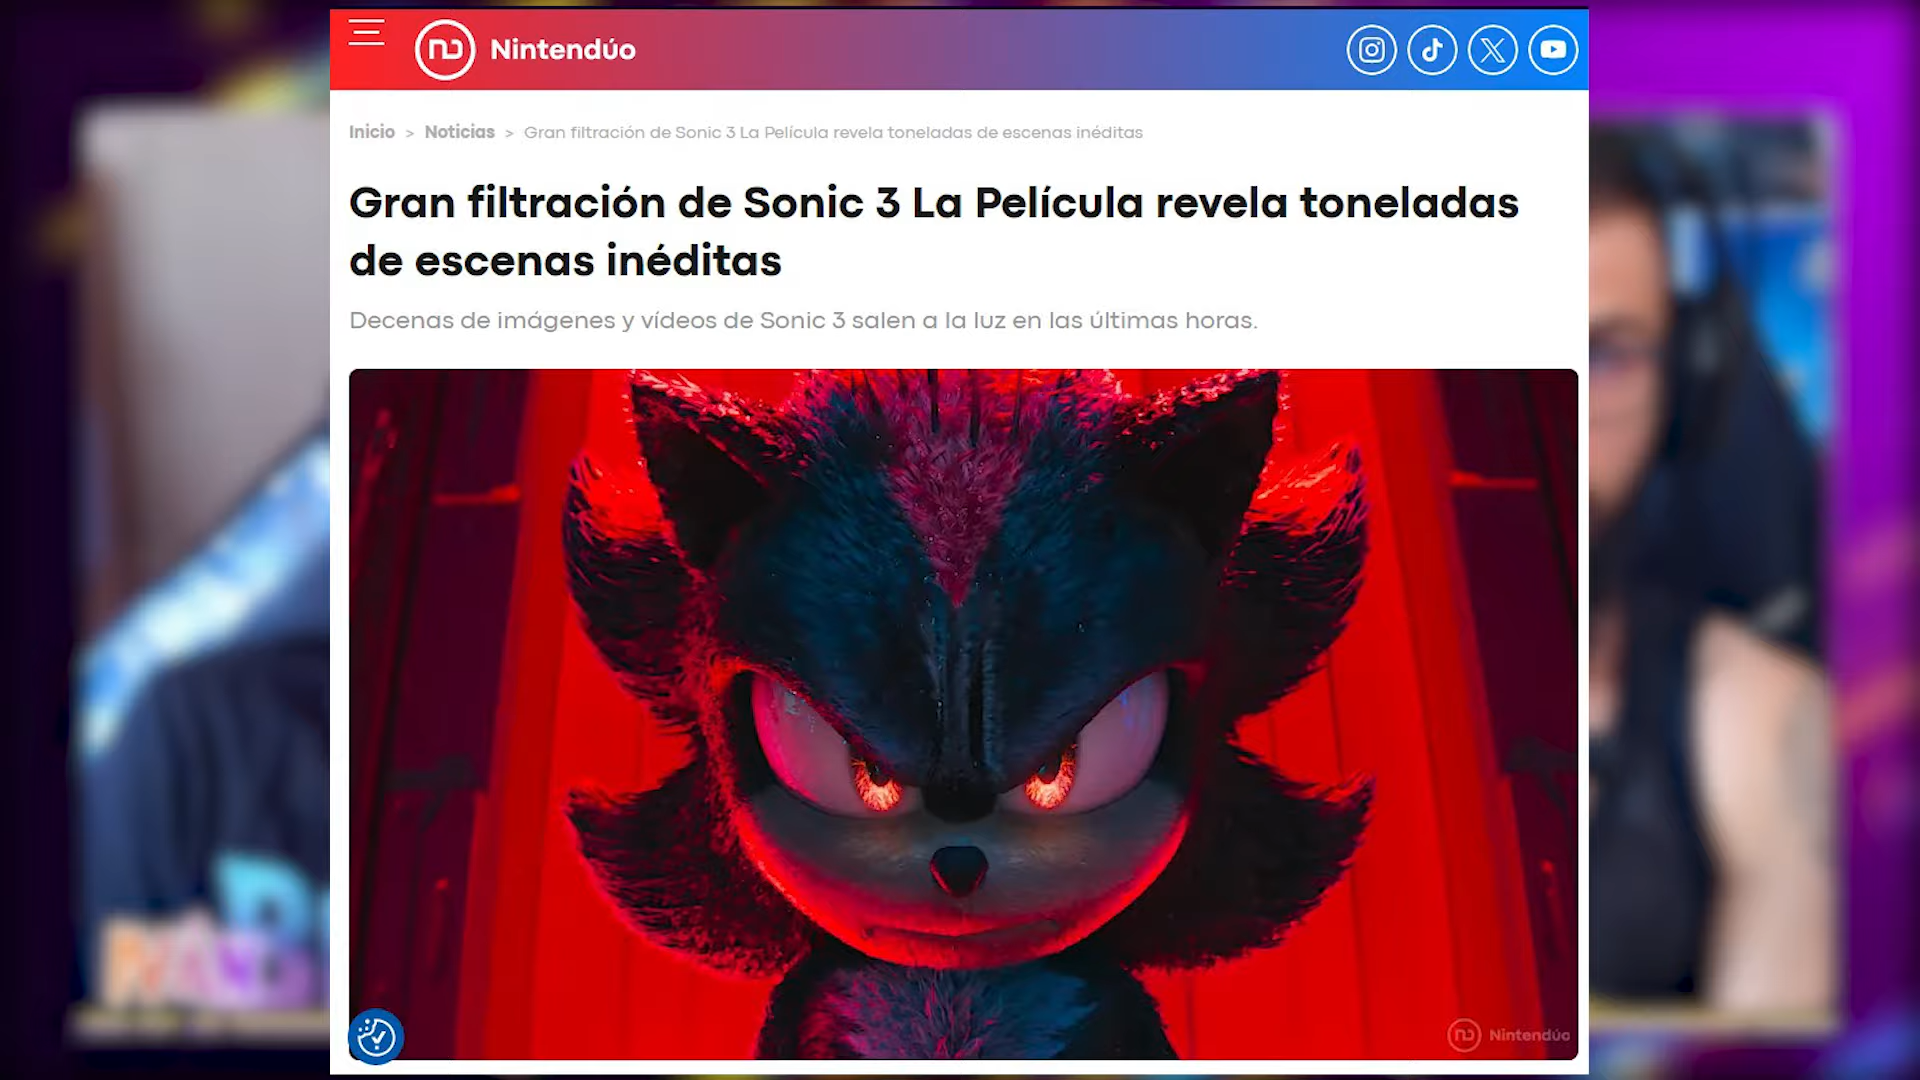 Nintendúo
Inicio > Noticias > Gran filtración de Sonic 3 La Película revela toneladas de escenas inéditas
Gran filtración de Sonic 3 La Película revela toneladas
de escenas inéditas
Decenas de imágenes y vídeos de Sonic 3 salen a la luz en las últimas horas.
Nintendúo